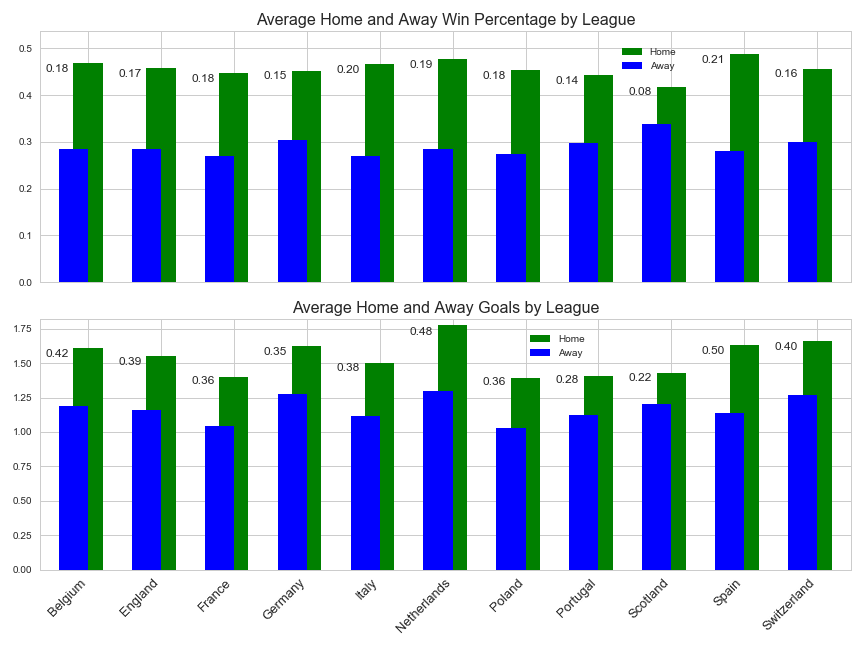 Average Home and Away Win Percentage by League
0.5
0.4
0.3
0.2
0.1
0.0
0.18
0.17
0.18
0.15
0.20
0.19
0.18
0.14
0.08
0.21
0.16
Home
Away
Average Home and Away Goals by League
1.75
1.50
1.25
1.00
0.75
0.50
0.25
0.00
0.42
0.39
0.36
0.35
0.38
0.48
0.36
0.28
0.22
0.50
0.40
Home
Away
Belgium
England
France
Germany
Italy
Netherlands
Poland
Portugal
Scotland
Spain
Switzerland